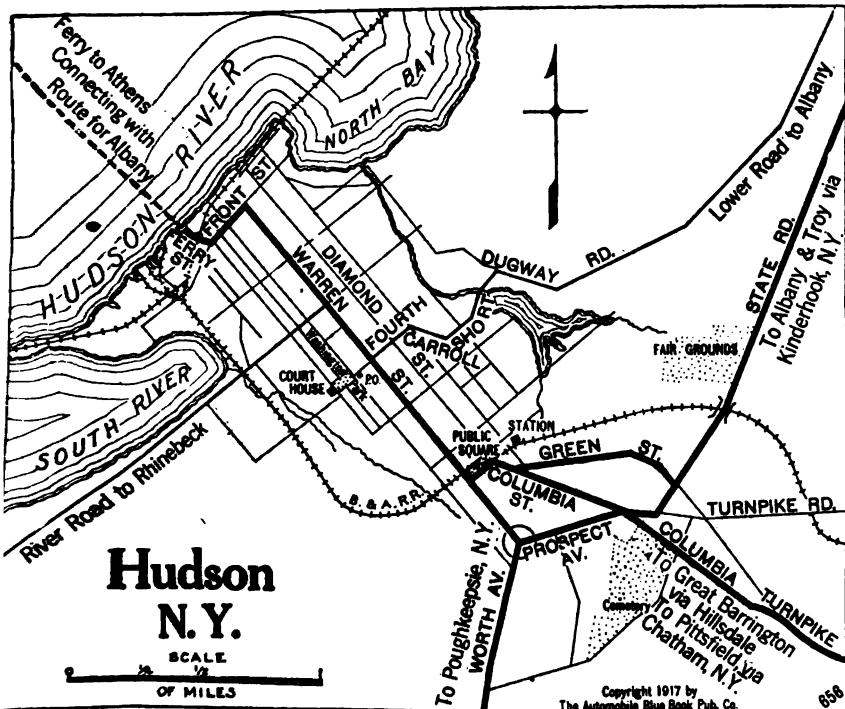 Ferry to Athens
Connecting with
Route for Albany
HUDSON RIVER
NORTH BAY
Lower Road to Albany
STATE RD.
To Albany & Troy via
Kinderhook, N.Y.
FRONT ST.
FERRY
ST.
WARREN
ST.
DIAMOND
FOURTH
DUGWAY RD.
SHORT
CARROLL
ST.
FAIR GROUNDS
COURT
HOUSE
Park
P.O.
SOUTH RIVER
River Road to Rhinebeck
PUBLIC
SQUARE
STATION
GREEN ST.
COLUMBIA
ST.
B. & A. R.R.
TURNPIKE RD.
PROSPECT
AV.
COLUMBIA TURNPIKE
Cemetery
To Great Barrington
via Hillsdale
To Pittsfield, via
Chatham, N.Y.
To Poughkeepsie, N.Y.
WORTH AV.
Hudson
N.Y.
SCALE
0 1/4 1/2 1
OF MILES
Copyright 1917 by
The Automobile Blue Book Pub. Co.
656